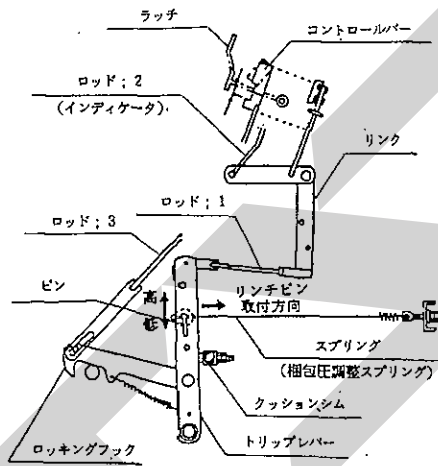 ラッチ
コントロールバー
ロッド；2
(インディケータ)
リンク
ロッド；1
ロッド；3
ピン
高
低
リンチピン
取付方向
スプリング
(梱包圧調整スプリング)
クッションシム
ロッキングフック
トリップレバー